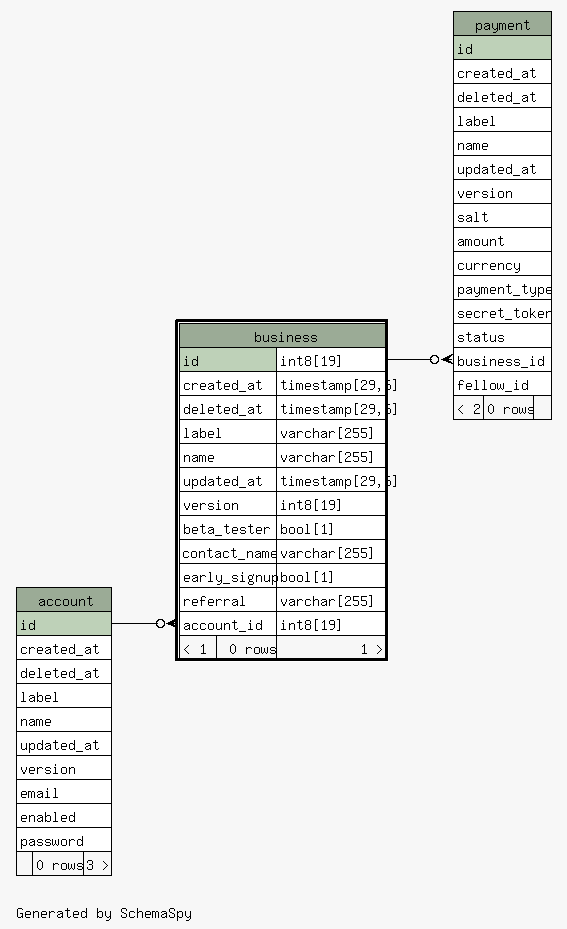 payment
id
created_at
deleted_at
label
name
updated_at
version
salt
amount
currency
payment_type
secret_token
status
business_id
fellow_id
< 2 0 rows
business
id int8[19]
created_at timestamp[29,6]
deleted_at timestamp[29,6]
label varchar[255]
name varchar[255]
updated_at timestamp[29,6]
version int8[19]
beta_tester bool[1]
contact_name varchar[255]
early_signup bool[1]
referral varchar[255]
account_id int8[19]
< 1 0 rows 1 >
account
id
created_at
deleted_at
label
name
updated_at
version
email
enabled
password
0 rows 3 >
Generated by SchemaSpy